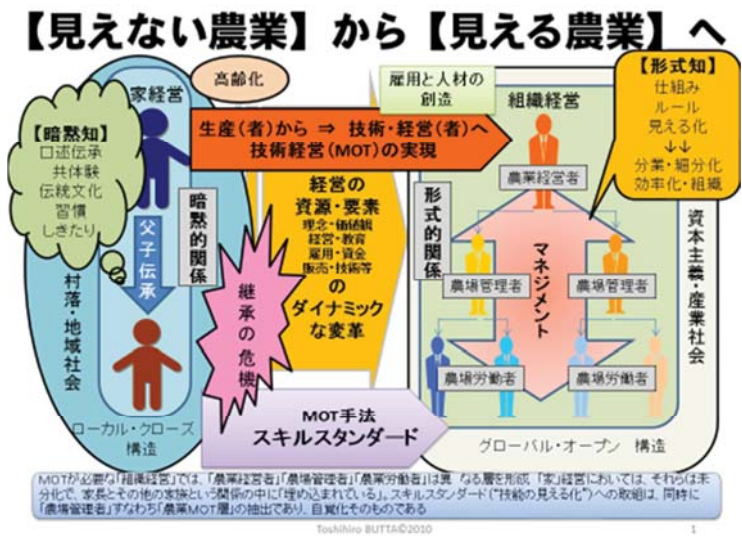 【見えない農業】から【見える農業】へ
高齢化
雇用と人材の
創造
家経営
【暗黙知】
口述伝承
共体験
伝統文化
習慣
しきたり
父子伝承
暗黙的関係
村落・地域社会
ローカル・クローズ
構造
生産(者)から ⇒ 技術・経営(者)へ
技術経営(MOT)の実現
経営の
資源・要素
理念・価値観
経営・教育
雇用・資金
販売・技術等
の
ダイナミック
な変革
継承の危機
MOT手法
スキルスタンダード
組織経営
農業経営者
形式的関係
マネジメント
農場管理者
農場管理者
農場労働者
農場労働者
グローバル・オープン 構造
【形式知】
仕組み
ルール
見える化
↓↓
分業・細分化
効率化・組織
資本主義・産業社会
MOTが必要な「組織経営」では、「農業経営者」「農場管理者」「農業労働者」は異 なる層を形成 「家」経営においては、それらは未
分化で、家長とその他の家族という関係の中に「埋め込まれている」。スキルスタンダード("技能の見える化")への取組は、同時に
「農場管理者」すなわち「農業MOT層」の抽出であり、自覚化そのものである
Toshihiro BUTTA©2010
1